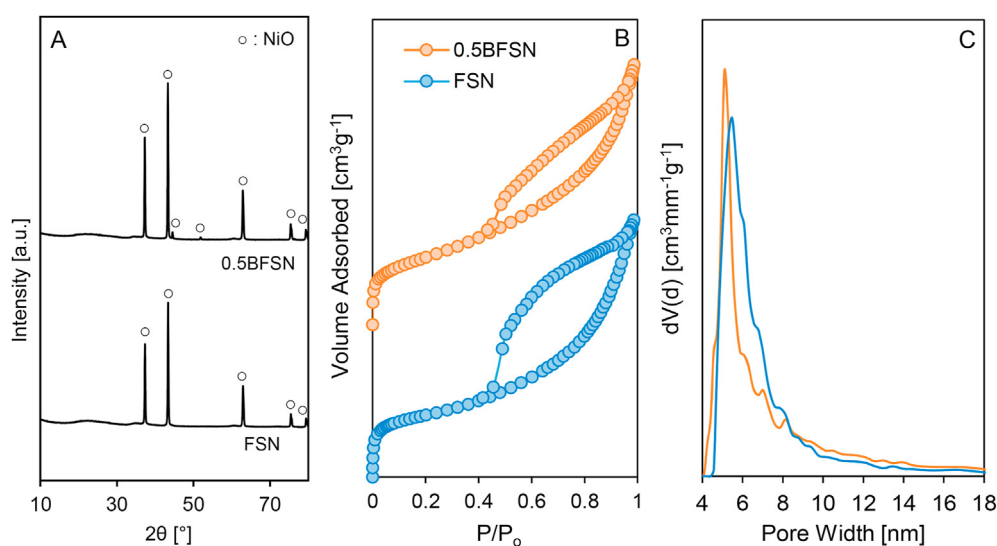 A
○ : NiO
0.5BFSN
FSN
Intensity [a.u.]
10 30 50 70
2θ [°]
B
0.5BFSN
FSN
Volume Adsorbed [cm³g⁻¹]
0 0.2 0.4 0.6 0.8 1
P/Pₒ
C
dV(d) [cm³mm⁻¹g⁻¹]
4 6 8 10 12 14 16 18
Pore Width [nm]